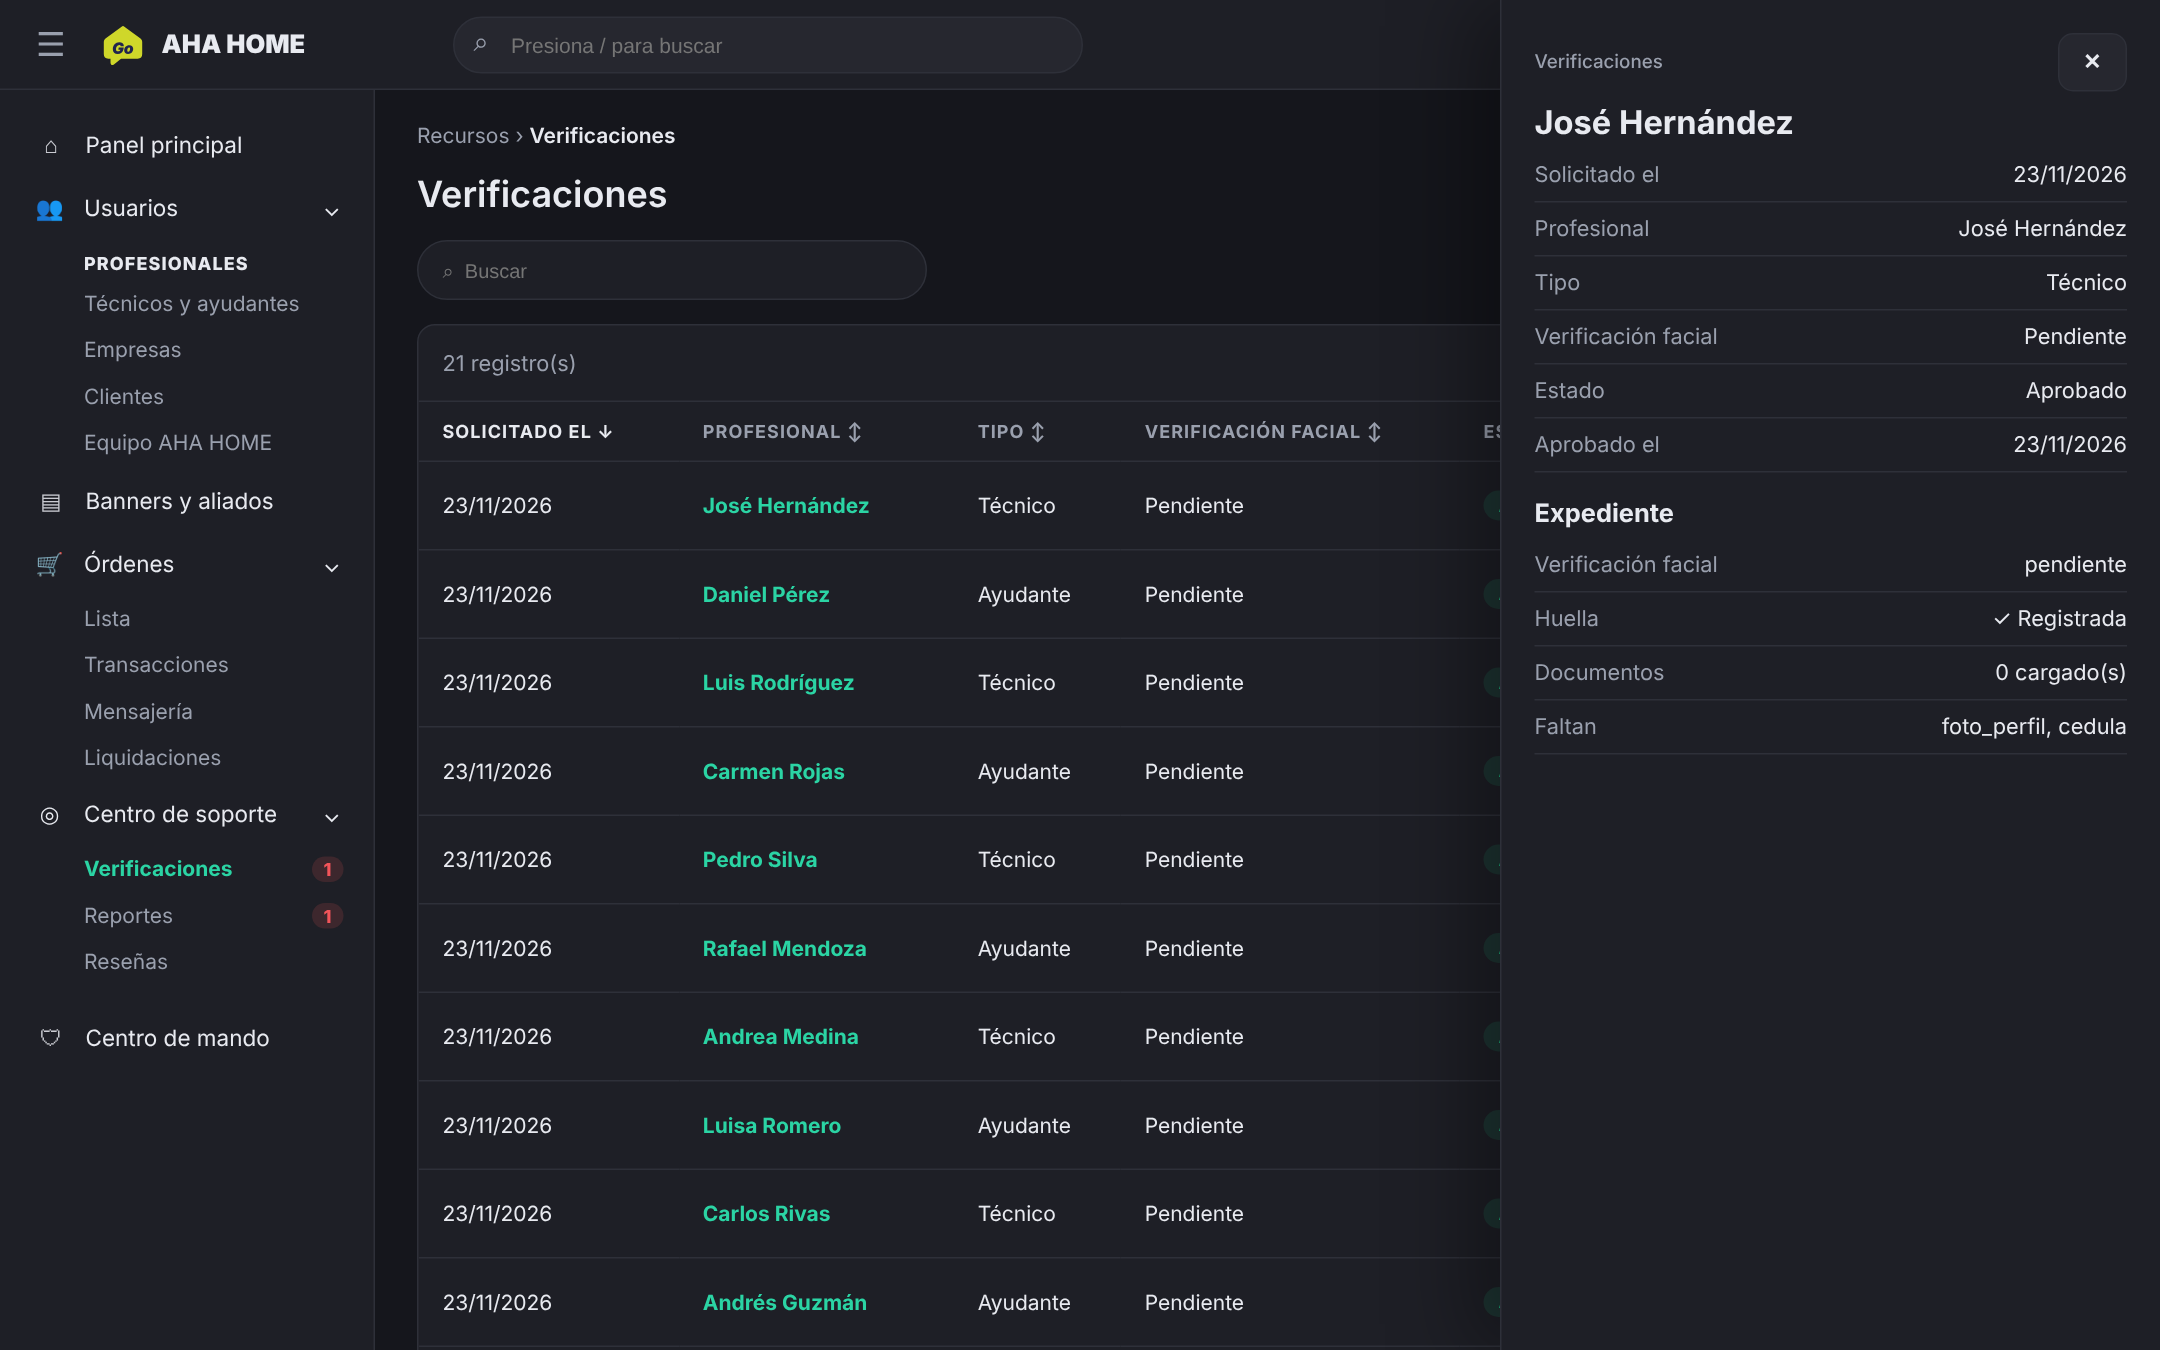 Go AHA HOME
Presiona / para buscar
Panel principal
Usuarios
PROFESIONALES
Técnicos y ayudantes
Empresas
Clientes
Equipo AHA HOME
Banners y aliados
Órdenes
Lista
Transacciones
Mensajería
Liquidaciones
Centro de soporte
Verificaciones 1
Reportes 1
Reseñas
Centro de mando
Recursos › Verificaciones
Verificaciones
Buscar
21 registro(s)
SOLICITADO EL ↓ PROFESIONAL ↕ TIPO ↕ VERIFICACIÓN FACIAL ↕
23/11/2026 José Hernández Técnico Pendiente
23/11/2026 Daniel Pérez Ayudante Pendiente
23/11/2026 Luis Rodríguez Técnico Pendiente
23/11/2026 Carmen Rojas Ayudante Pendiente
23/11/2026 Pedro Silva Técnico Pendiente
23/11/2026 Rafael Mendoza Ayudante Pendiente
23/11/2026 Andrea Medina Técnico Pendiente
23/11/2026 Luisa Romero Ayudante Pendiente
23/11/2026 Carlos Rivas Técnico Pendiente
23/11/2026 Andrés Guzmán Ayudante Pendiente
Verificaciones
José Hernández
Solicitado el 23/11/2026
Profesional José Hernández
Tipo Técnico
Verificación facial Pendiente
Estado Aprobado
Aprobado el 23/11/2026
Expediente
Verificación facial pendiente
Huella ✓ Registrada
Documentos 0 cargado(s)
Faltan foto_perfil, cedula